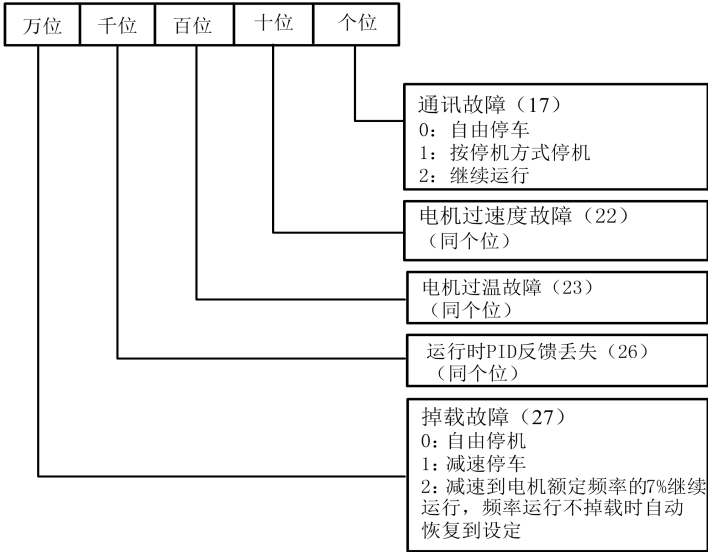 万位 千位 百位 十位 个位
通讯故障（17）
0：自由停车
1：按停机方式停机
2：继续运行
电机过速度故障（22）
（同个位）
电机过温故障（23）
（同个位）
运行时PID反馈丢失（26）
（同个位）
掉载故障（27）
0：自由停机
1：减速停车
2：减速到电机额定频率的7%继续
运行，频率运行不掉载时自动
恢复到设定